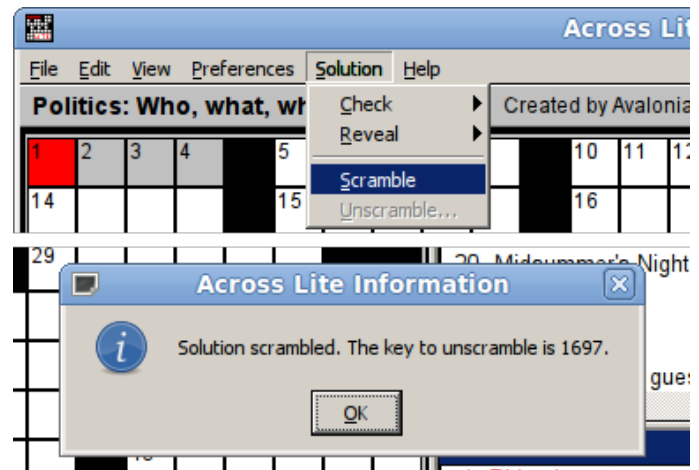 Across Lit
File Edit View Preferences Solution Help
Politics: Who, what, wh
Created by Avalonia
Check
Reveal
Scramble
Unscramble...
1 2 3 4 5 10 11 12
14 15 16
29
29 Midsummer's Night
Across Lite Information
Solution scrambled. The key to unscramble is 1697.
gues
OK